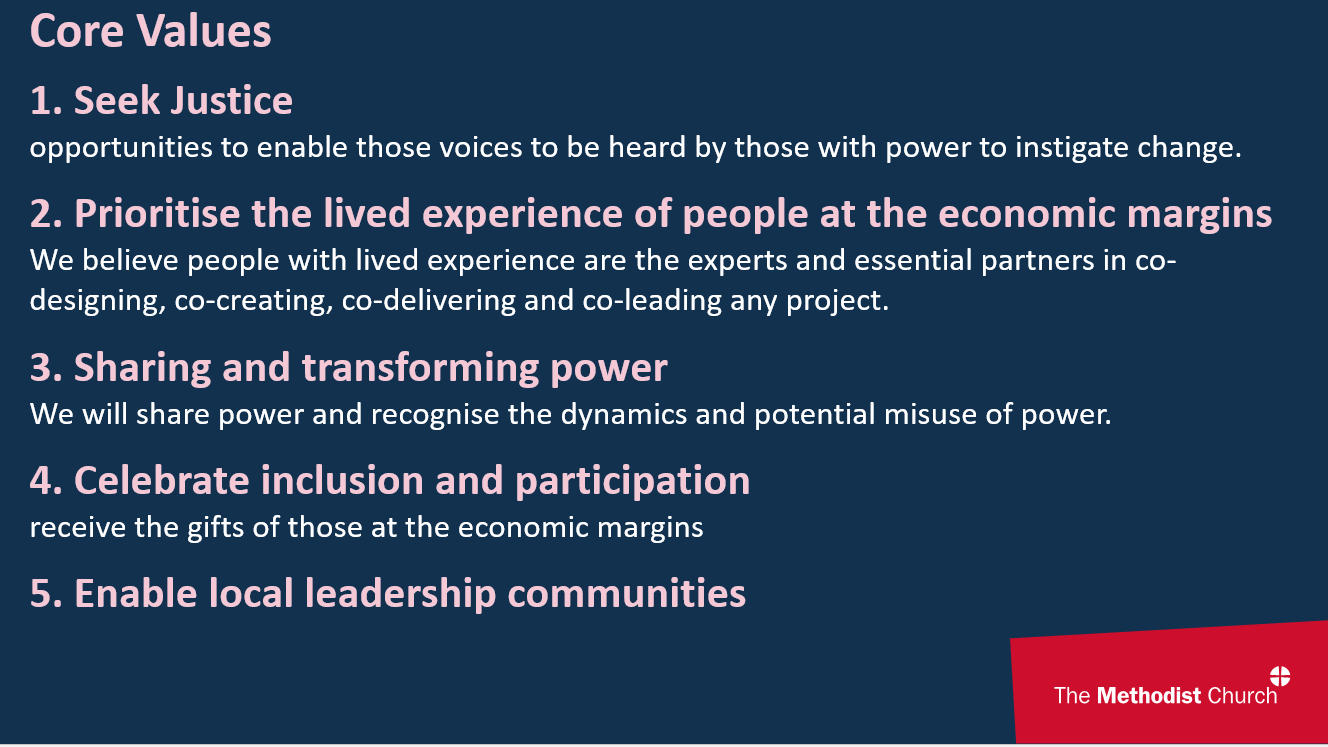 Core Values
1. Seek Justice
opportunities to enable those voices to be heard by those with power to instigate change.
2. Prioritise the lived experience of people at the economic margins
We believe people with lived experience are the experts and essential partners in co-
designing, co-creating, co-delivering and co-leading any project.
3. Sharing and transforming power
We will share power and recognise the dynamics and potential misuse of power.
4. Celebrate inclusion and participation
receive the gifts of those at the economic margins
5. Enable local leadership communities
The Methodist Church